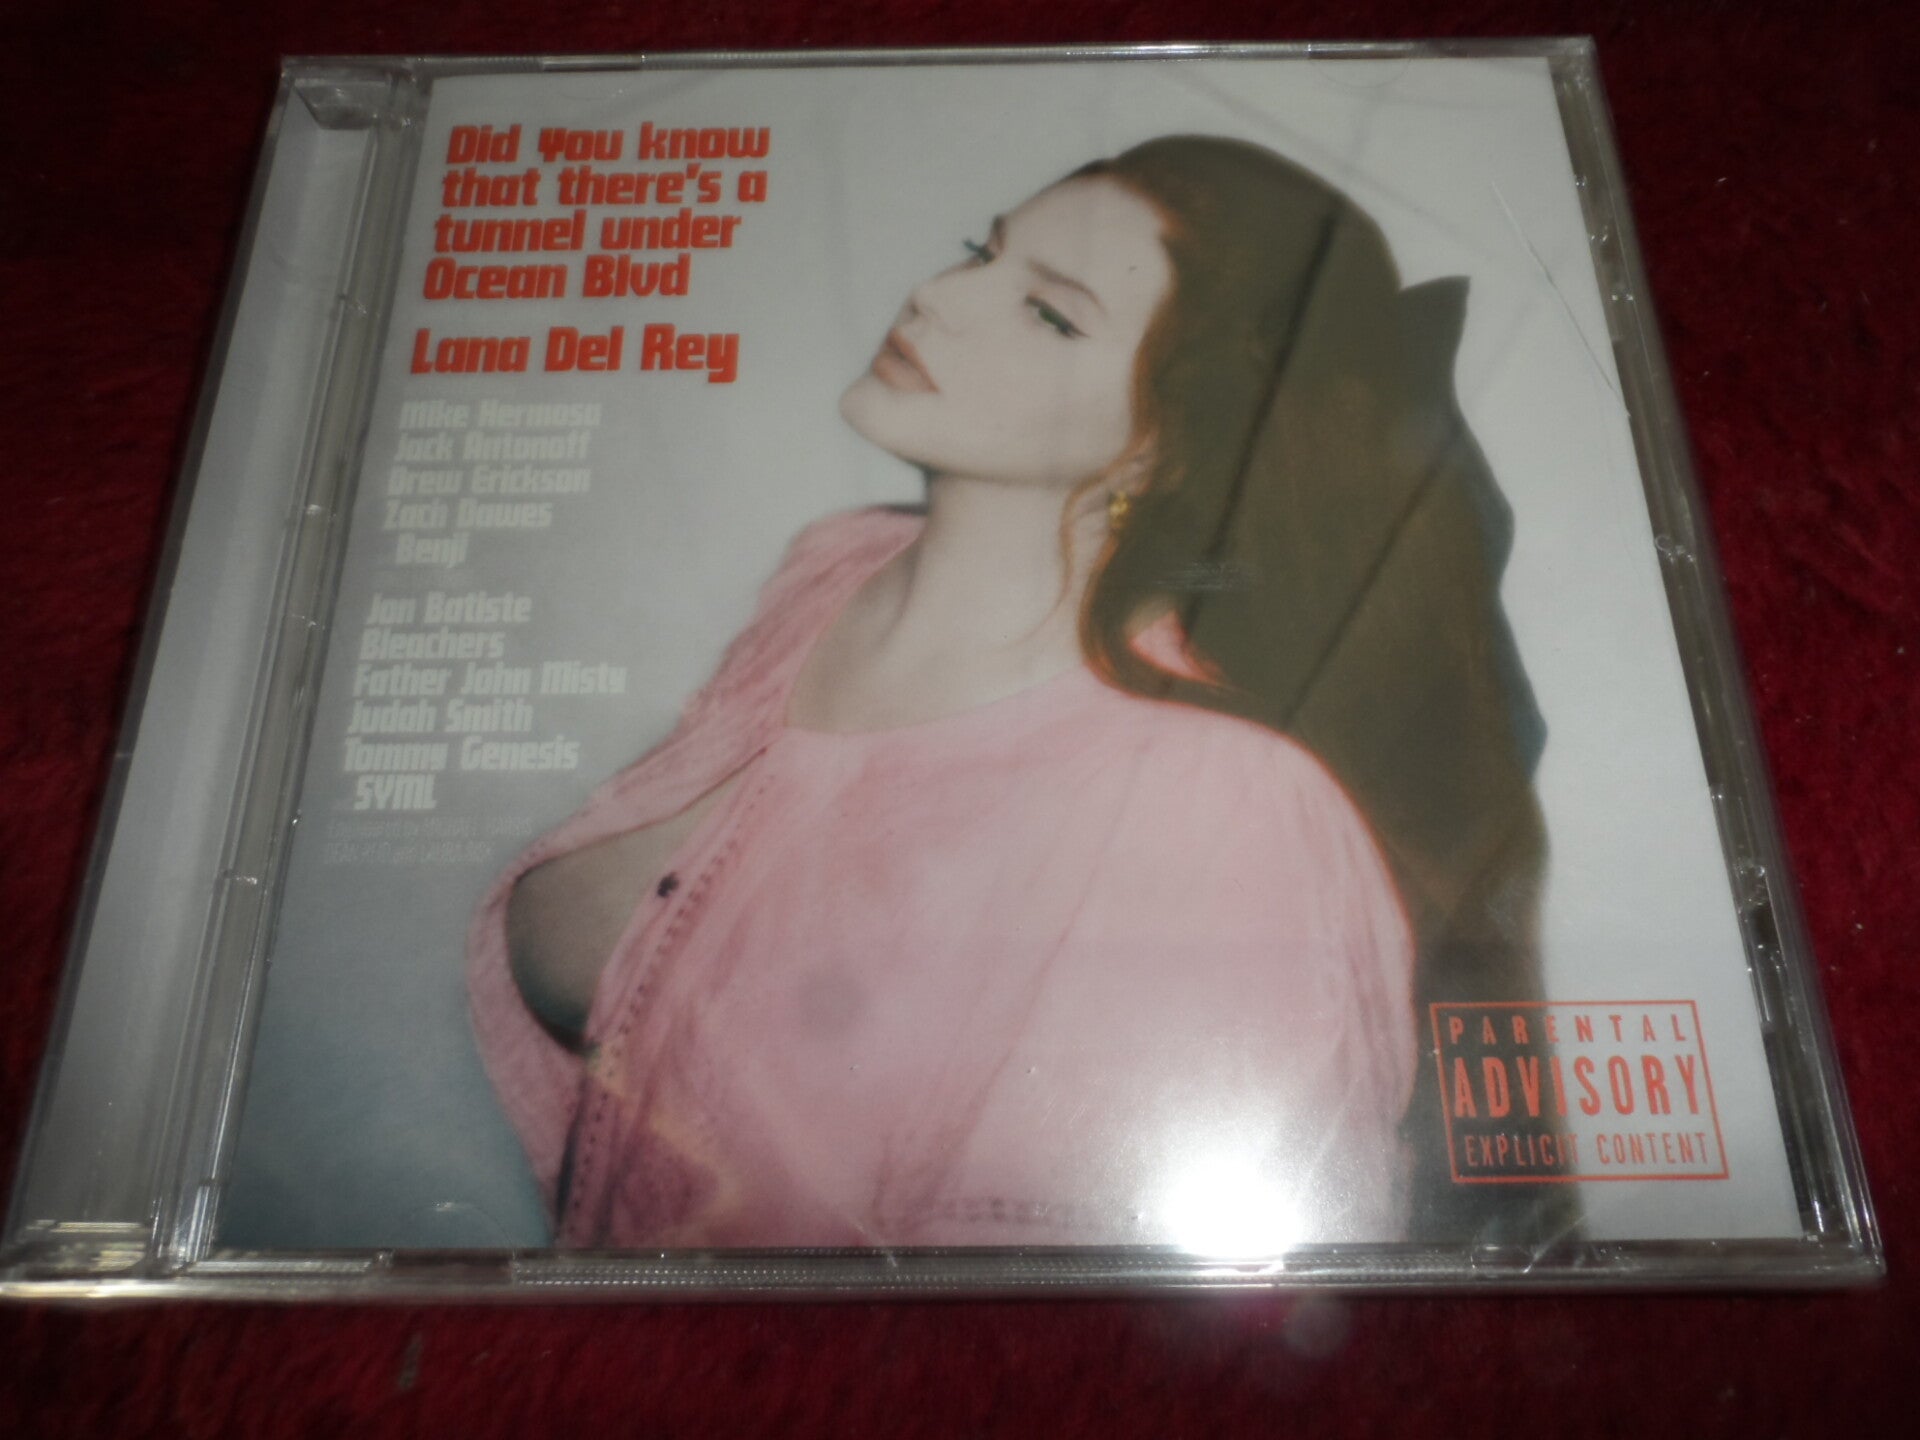 Did you know
that there's a
tunnel under
Ocean Blvd
Lana Del Rey
Mike Hermosa
Jack Antonoff
Drew Erickson
Zach Dawes
Benji
Jon Batiste
Bleachers
Father John Misty
Judah Smith
Tommy Genesis
SYML
PARENTAL
ADVISORY
EXPLICIT CONTENT